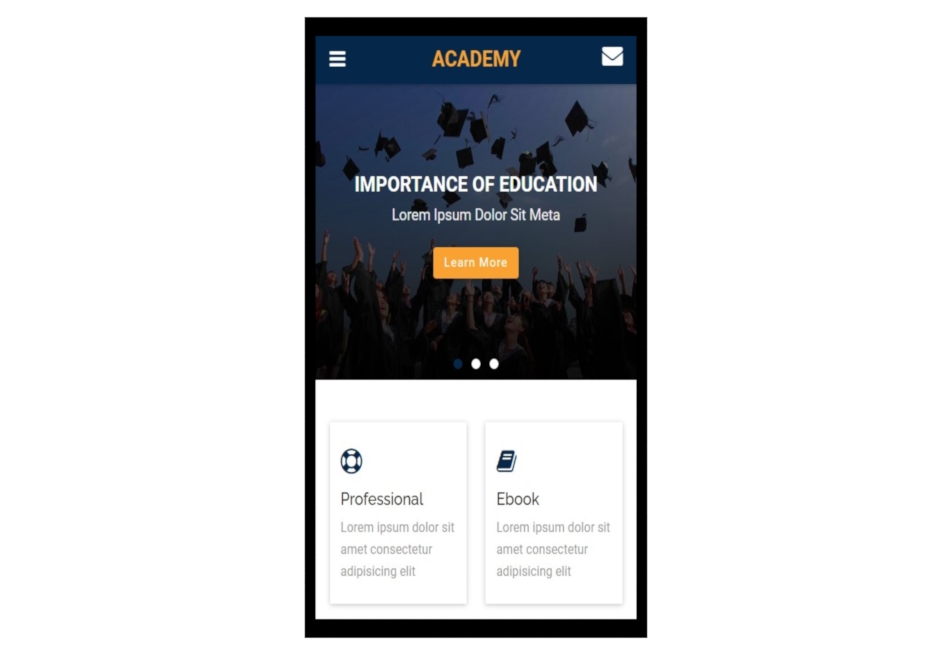 ACADEMY
IMPORTANCE OF EDUCATION
Lorem Ipsum Dolor Sit Meta
Learn More
Professional
Lorem ipsum dolor sit
amet consectetur
adipisicing elit
Ebook
Lorem ipsum dolor sit
amet consectetur
adipisicing elit